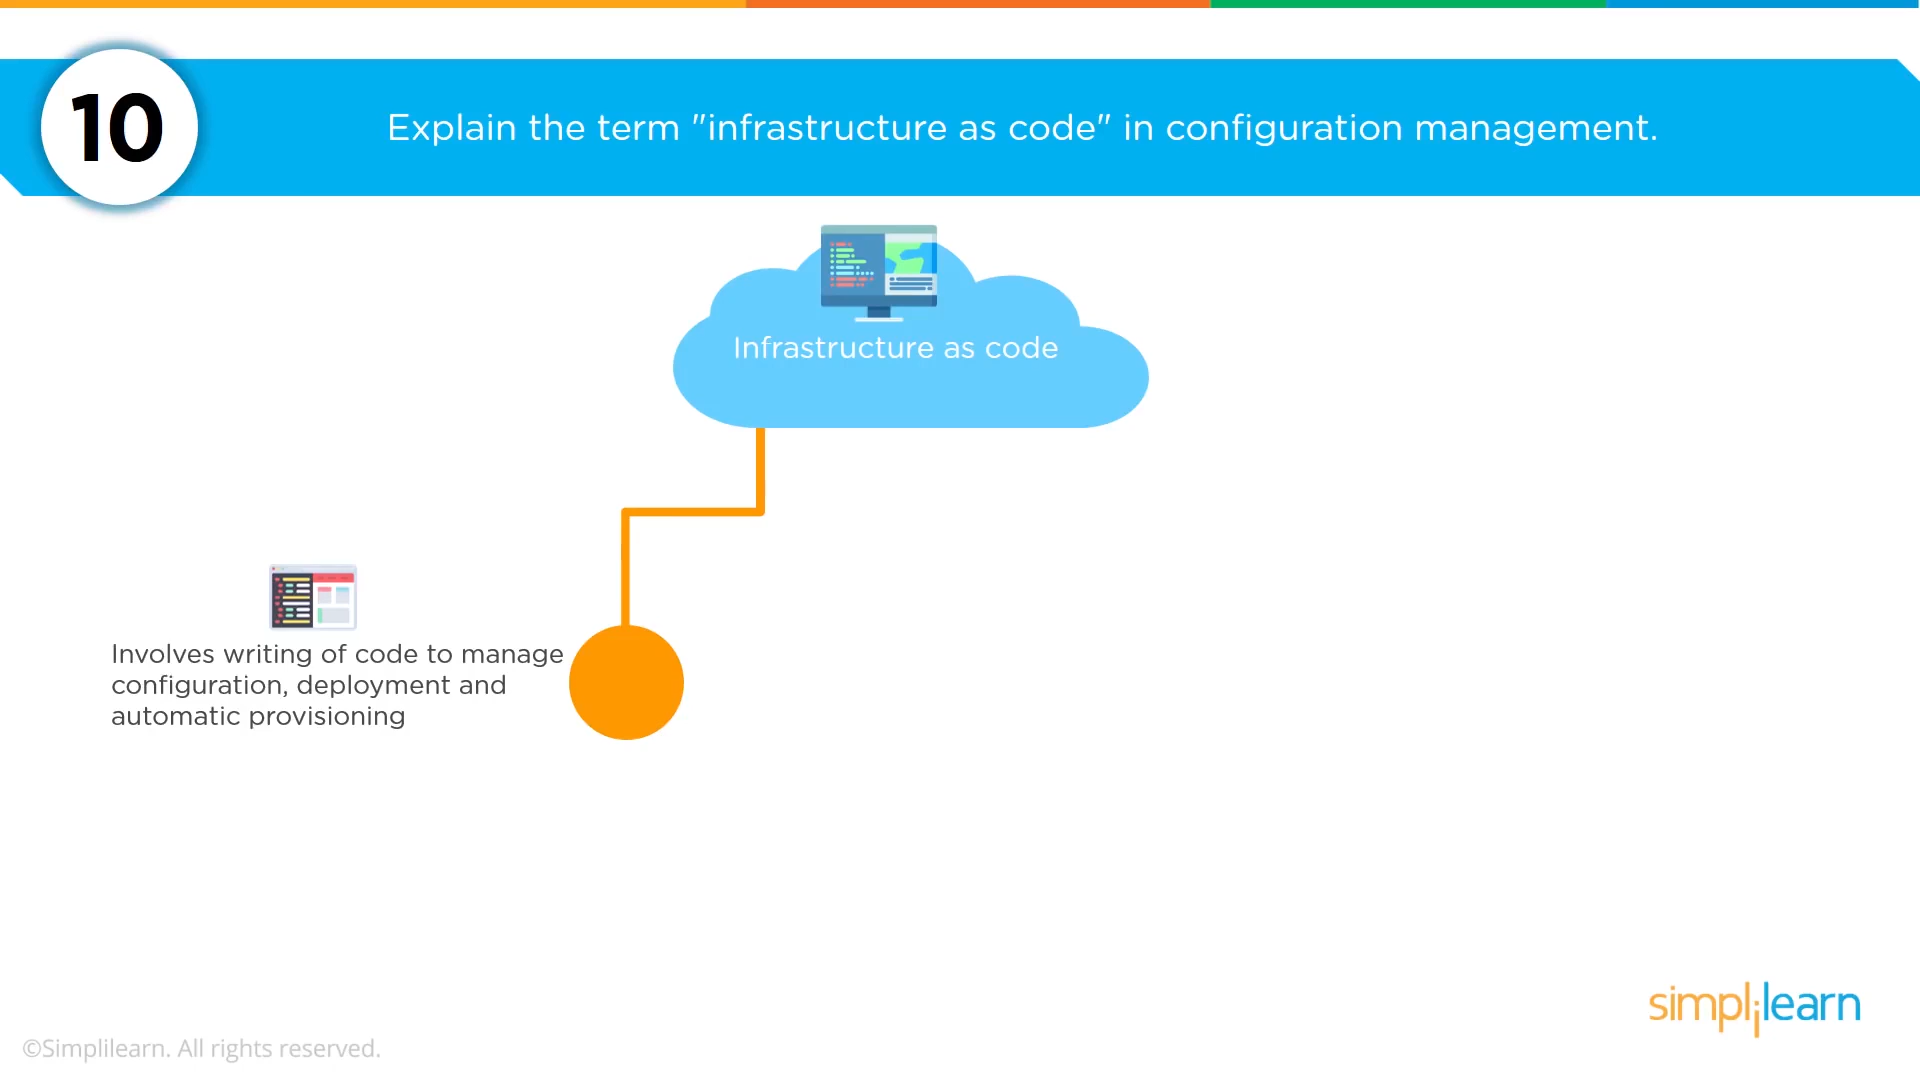 10
Explain the term "infrastructure as code" in configuration management.
Infrastructure as code
Involves writing of code to manage
configuration, deployment and
automatic provisioning
simplilearn
©Simplilearn. All rights reserved.